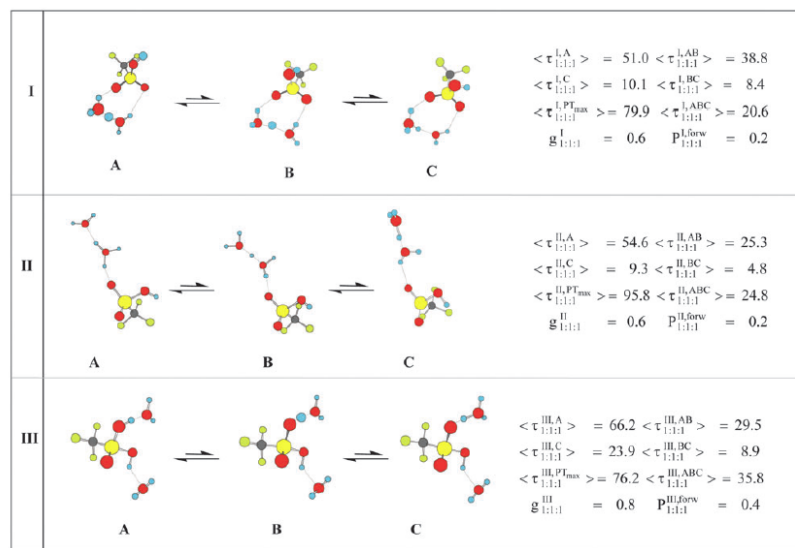 < τ I, A 1:1:1 > = 51.0 < τ I, AB 1:1:1 > = 38.8
I
< τ I, C 1:1:1 > = 10.1 < τ I, BC 1:1:1 > = 8.4
< τ I, PTmax 1:1:1 > = 79.9 < τ I, ABC 1:1:1 > = 20.6
g I 1:1:1 = 0.6 P I,forw 1:1:1 = 0.2
A B C
< τ II, A 1:1:1 > = 54.6 < τ II, AB 1:1:1 > = 25.3
II
< τ II, C 1:1:1 > = 9.3 < τ II, BC 1:1:1 > = 4.8
< τ II, PTmax 1:1:1 > = 95.8 < τ II, ABC 1:1:1 > = 24.8
g II 1:1:1 = 0.6 P II,forw 1:1:1 = 0.2
A B C
< τ III, A 1:1:1 > = 66.2 < τ III, AB 1:1:1 > = 29.5
III
< τ III, C 1:1:1 > = 23.9 < τ III, BC 1:1:1 > = 8.9
< τ III, PTmax 1:1:1 > = 76.2 < τ III, ABC 1:1:1 > = 35.8
g III 1:1:1 = 0.8 P III,forw 1:1:1 = 0.4
A B C